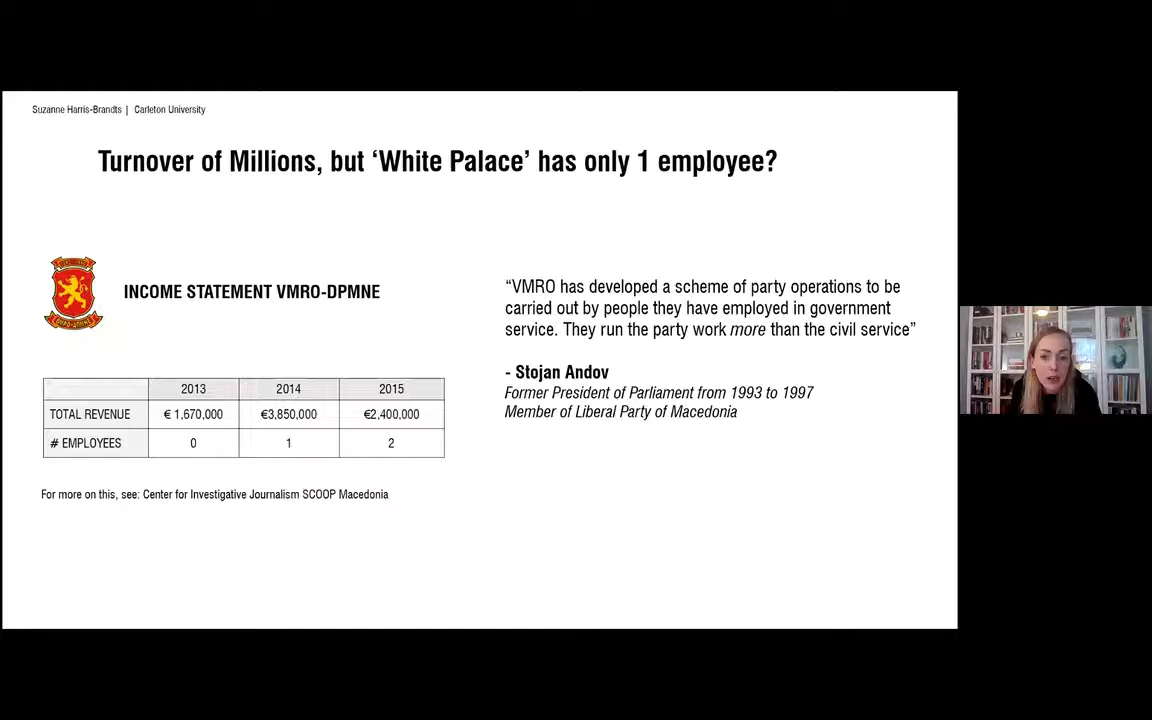 Suzanne Harris-Brandts | Carleton University
Turnover of Millions, but ‘White Palace’ has only 1 employee?
INCOME STATEMENT VMRO-DPMNE
2013 2014 2015
TOTAL REVENUE € 1,670,000 €3,850,000 €2,400,000
# EMPLOYEES 0 1 2
For more on this, see: Center for Investigative Journalism SCOOP Macedonia
“VMRO has developed a scheme of party operations to be
carried out by people they have employed in government
service. They run the party work more than the civil service”
- Stojan Andov
Former President of Parliament from 1993 to 1997
Member of Liberal Party of Macedonia